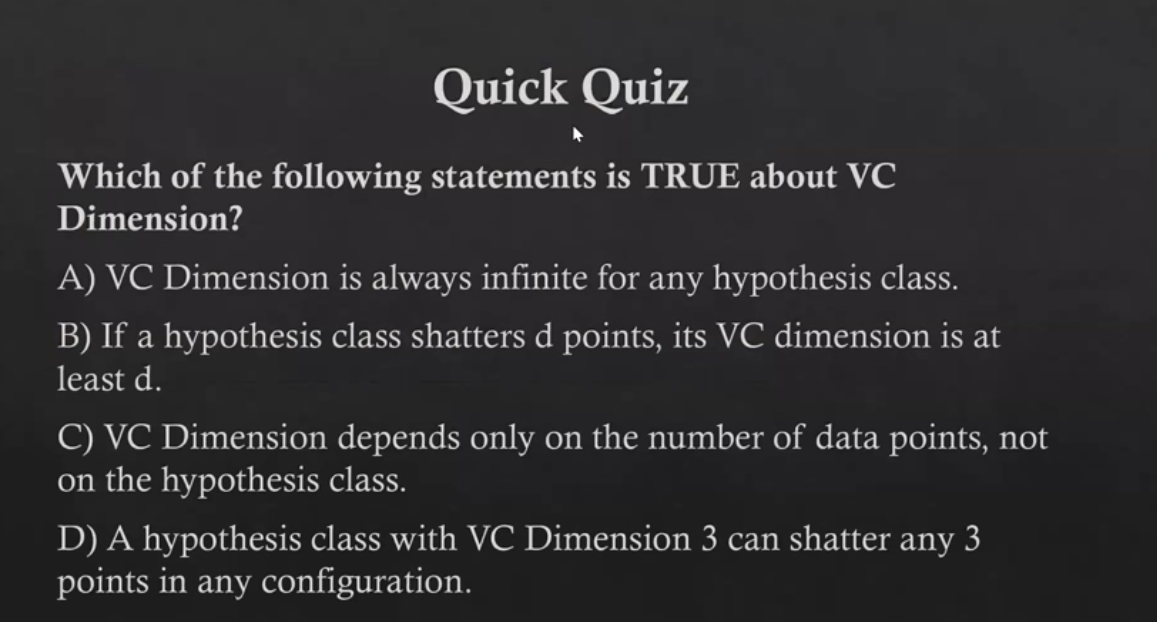 Quick Quiz
Which of the following statements is TRUE about VC
Dimension?
A) VC Dimension is always infinite for any hypothesis class.
B) If a hypothesis class shatters d points, its VC dimension is at
least d.
C) VC Dimension depends only on the number of data points, not
on the hypothesis class.
D) A hypothesis class with VC Dimension 3 can shatter any 3
points in any configuration.